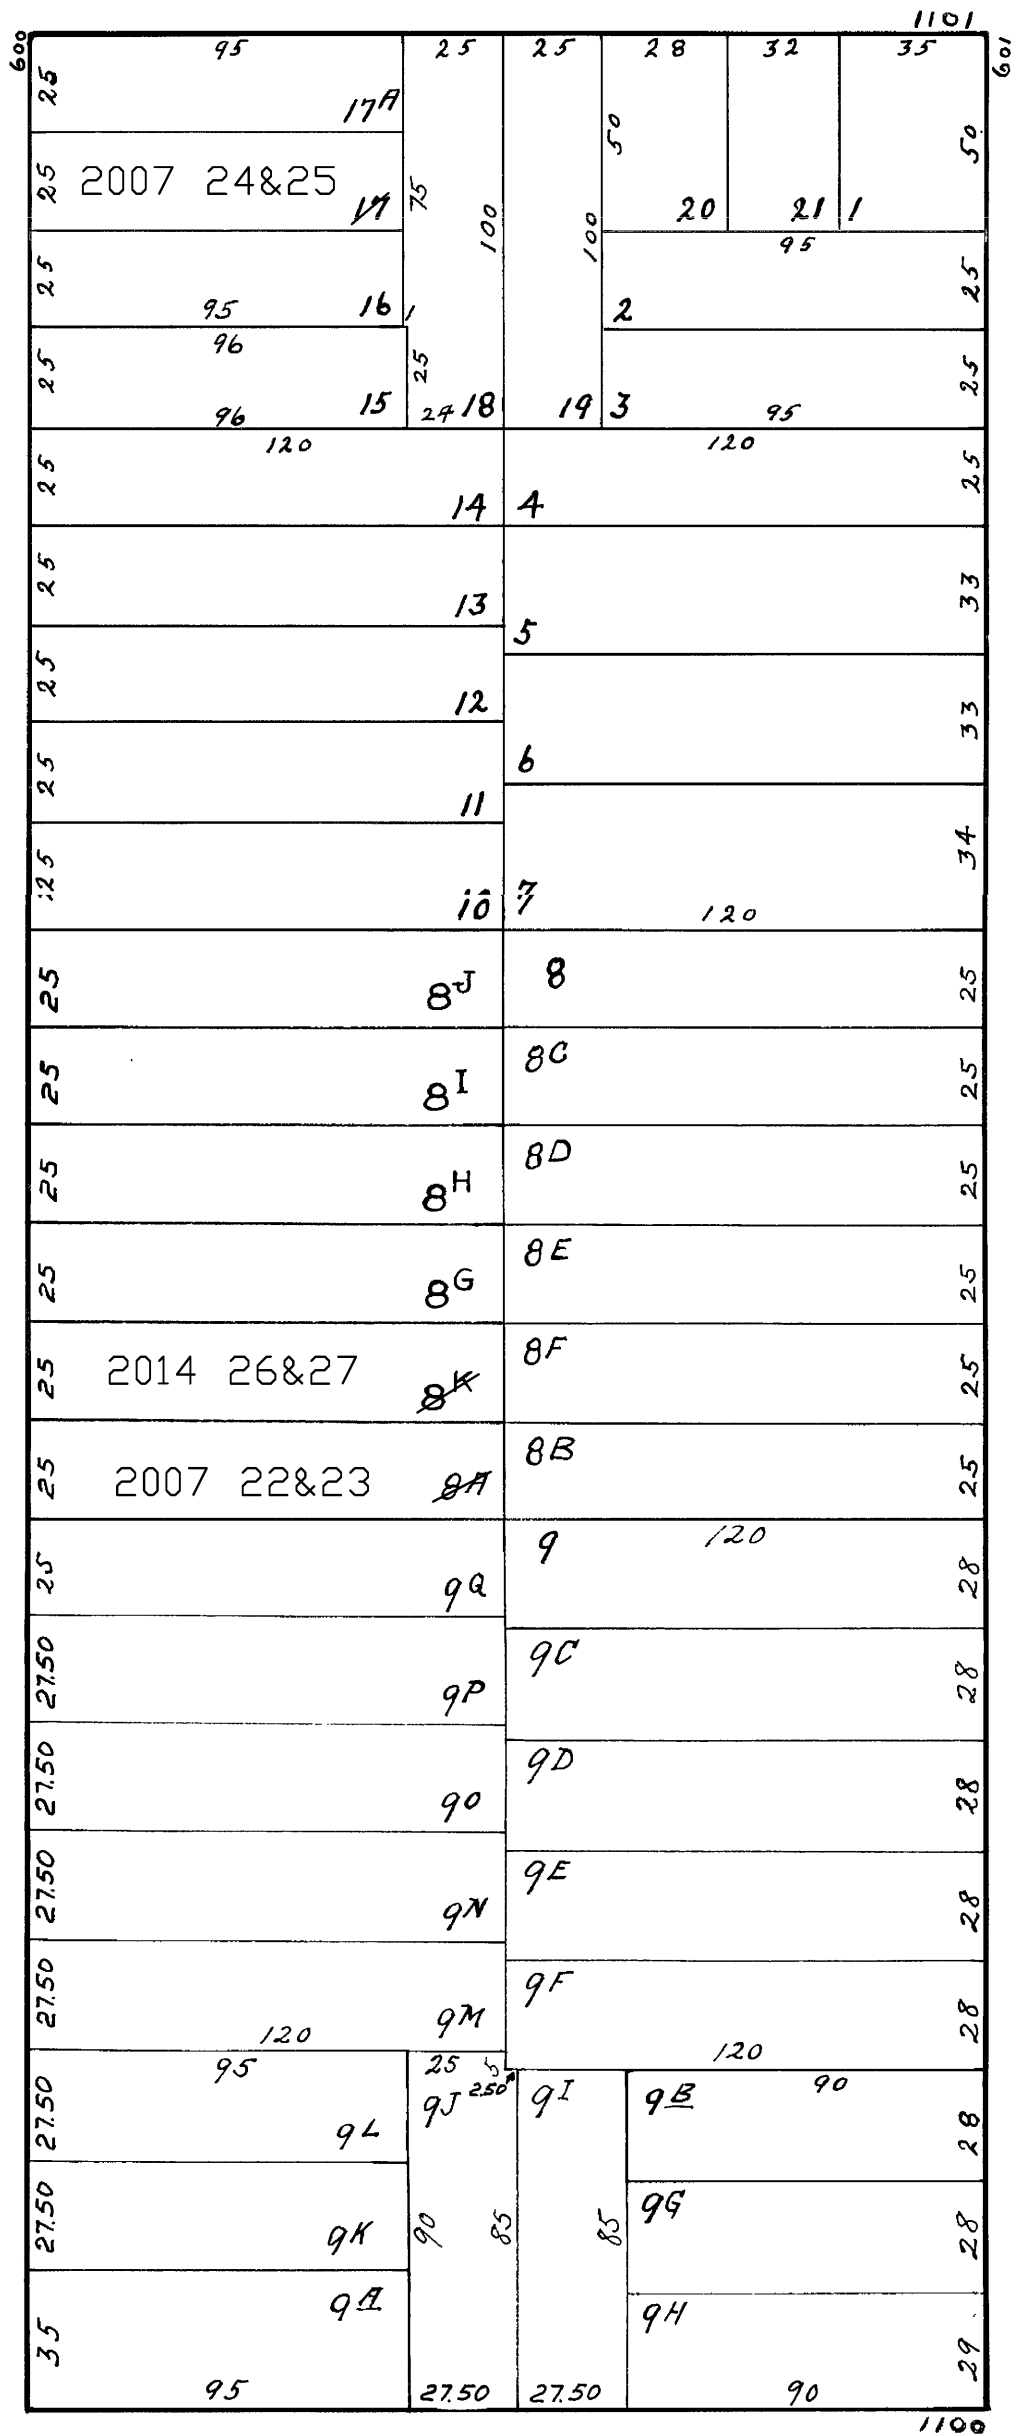 1101
600 95 25 25 28 32 35 601
25 17A 50 50
25 2007 24&25 17 75 100 100 20 21 1
95
25 95 16 1 2 25
96
25 96 15 25 24 18 19 3 95 25
120 120
25 14 4 25
25 13 5 33
25 12 6 33
25 11 34
25 10 7 120
25 8J 8 25
25 8I 8C 25
25 8H 8D 25
25 8G 8E 25
25 2014 26&27 8K 8F 25
25 2007 22&23 8A 8B 25
25 9Q 9 120 28
27.50 9P 9C 28
27.50 9O 9D 28
27.50 9N 9E 28
27.50 120 9M 9F 120 28
95 25 5 90
27.50 9L 9J 2.50 9I 9B 28
27.50 9K 90 85 85 9G 28
35 9A 9H 29
95 27.50 27.50 90
1100